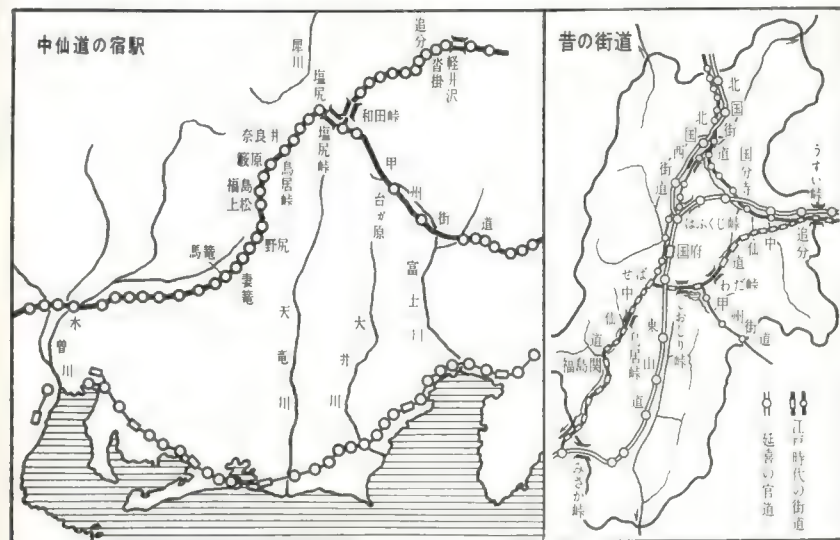 中仙道の宿駅
追分
軽井沢
沓掛
犀川
塩尻
和田峠
塩尻峠
奈良井
藪原
鳥居峠
福島
上松
野尻
馬籠
妻籠
甲州街道
台ガ原
富士川
大井川
天竜川
木曽川
昔の街道
北国街道
北国西街道
国分寺
うすい峠
ほふくじ峠
追分
中仙道
国府
せば
わだ峠
しおじり峠
甲州街道
中仙道
鳥居峠
東山道
福島関
みさか峠
江戸時代の街道
延喜の官道